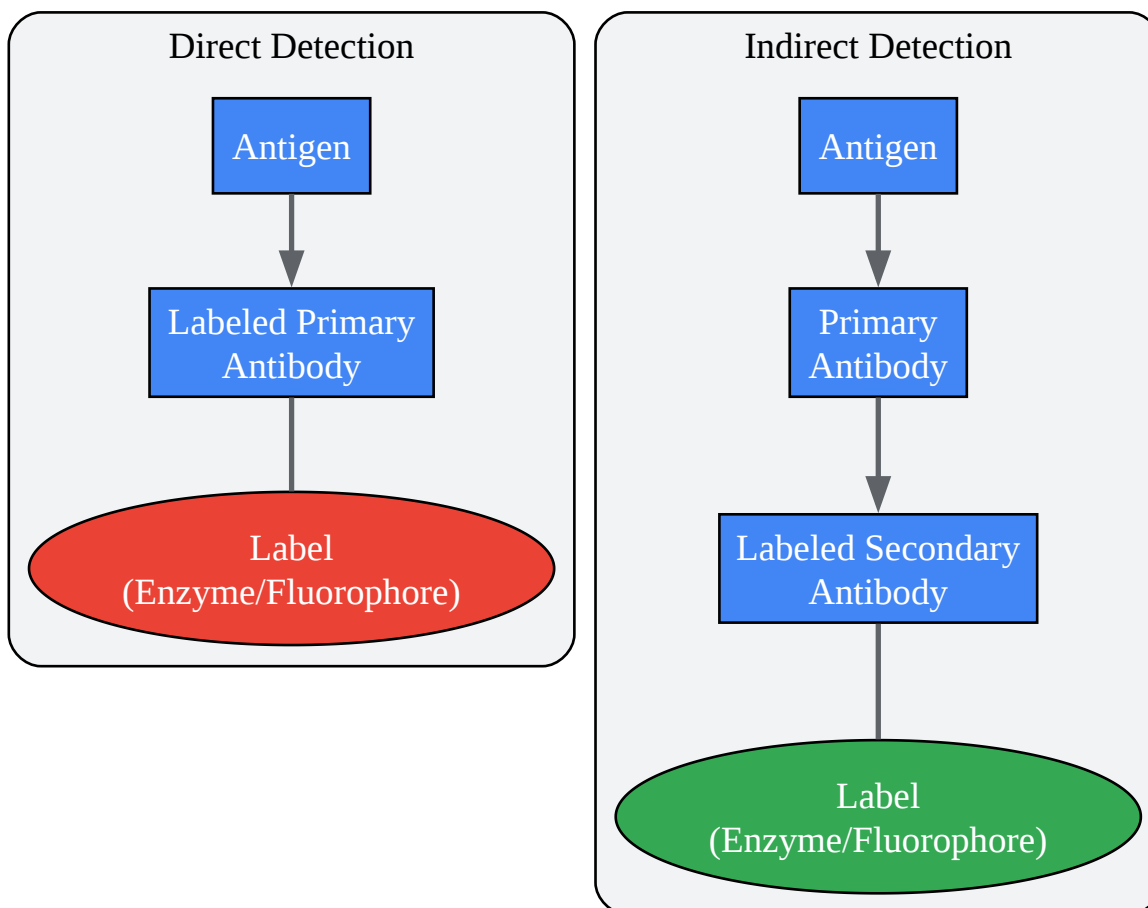 Direct Detection
Antigen
Labeled Primary
Antibody
Label
(Enzyme/Fluorophore)
Indirect Detection
Antigen
Primary
Antibody
Labeled Secondary
Antibody
Label
(Enzyme/Fluorophore)